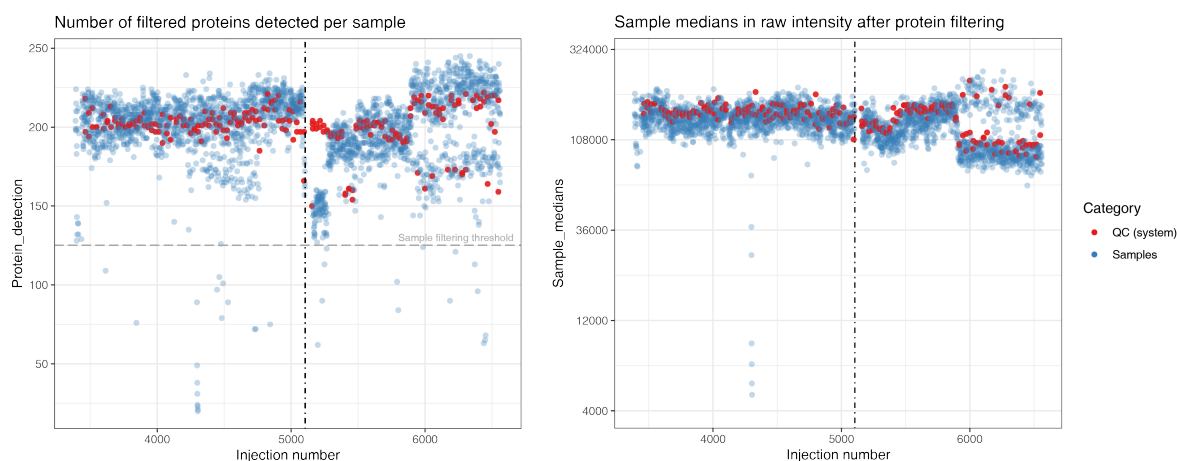 Number of filtered proteins detected per sample
250
200
150
100
50
Protein_detection
Sample filtering threshold
4000
5000
6000
Injection number
Sample medians in raw intensity after protein filtering
324000
108000
36000
12000
4000
Sample_medians
4000
5000
6000
Injection number
Category
QC (system)
Samples